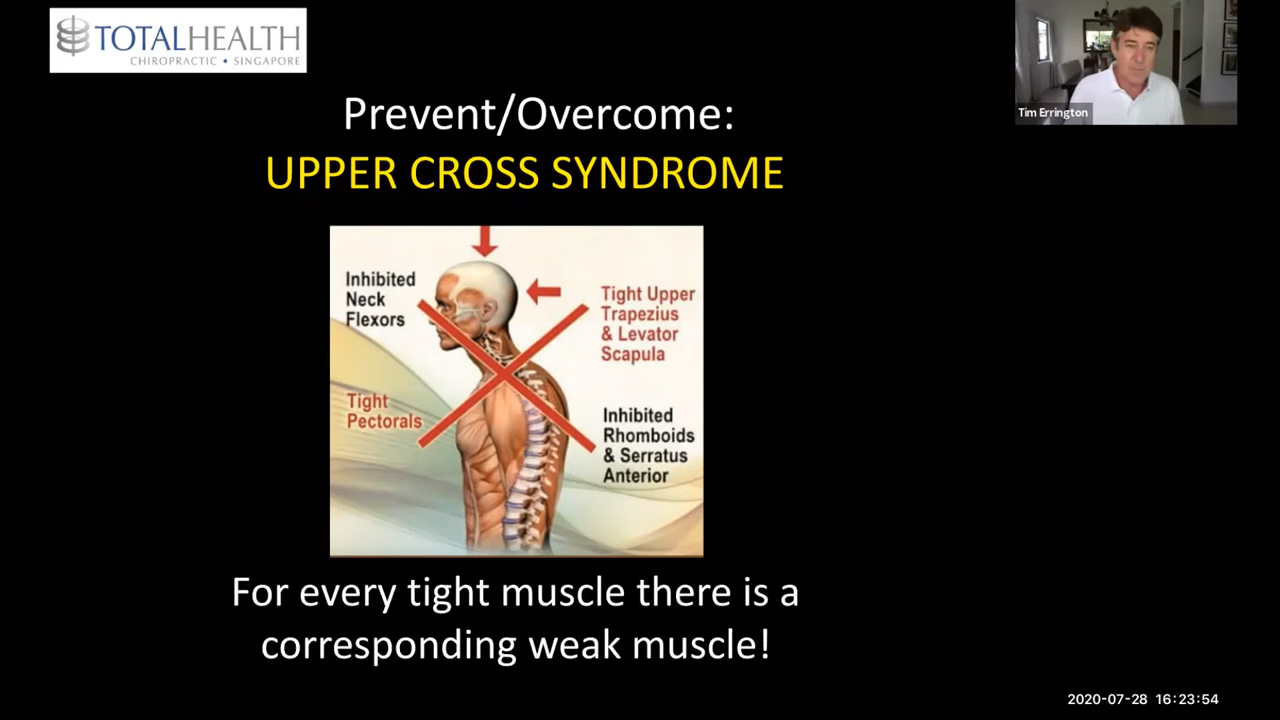 TOTALHEALTH
CHIROPRACTIC • SINGAPORE
Tim Errington
Prevent/Overcome:
UPPER CROSS SYNDROME
Inhibited
Neck
Flexors
Tight Upper
Trapezius
& Levator
Scapula
Tight
Pectorals
Inhibited
Rhomboids
& Serratus
Anterior
For every tight muscle there is a
corresponding weak muscle!
2020-07-28 16:23:54